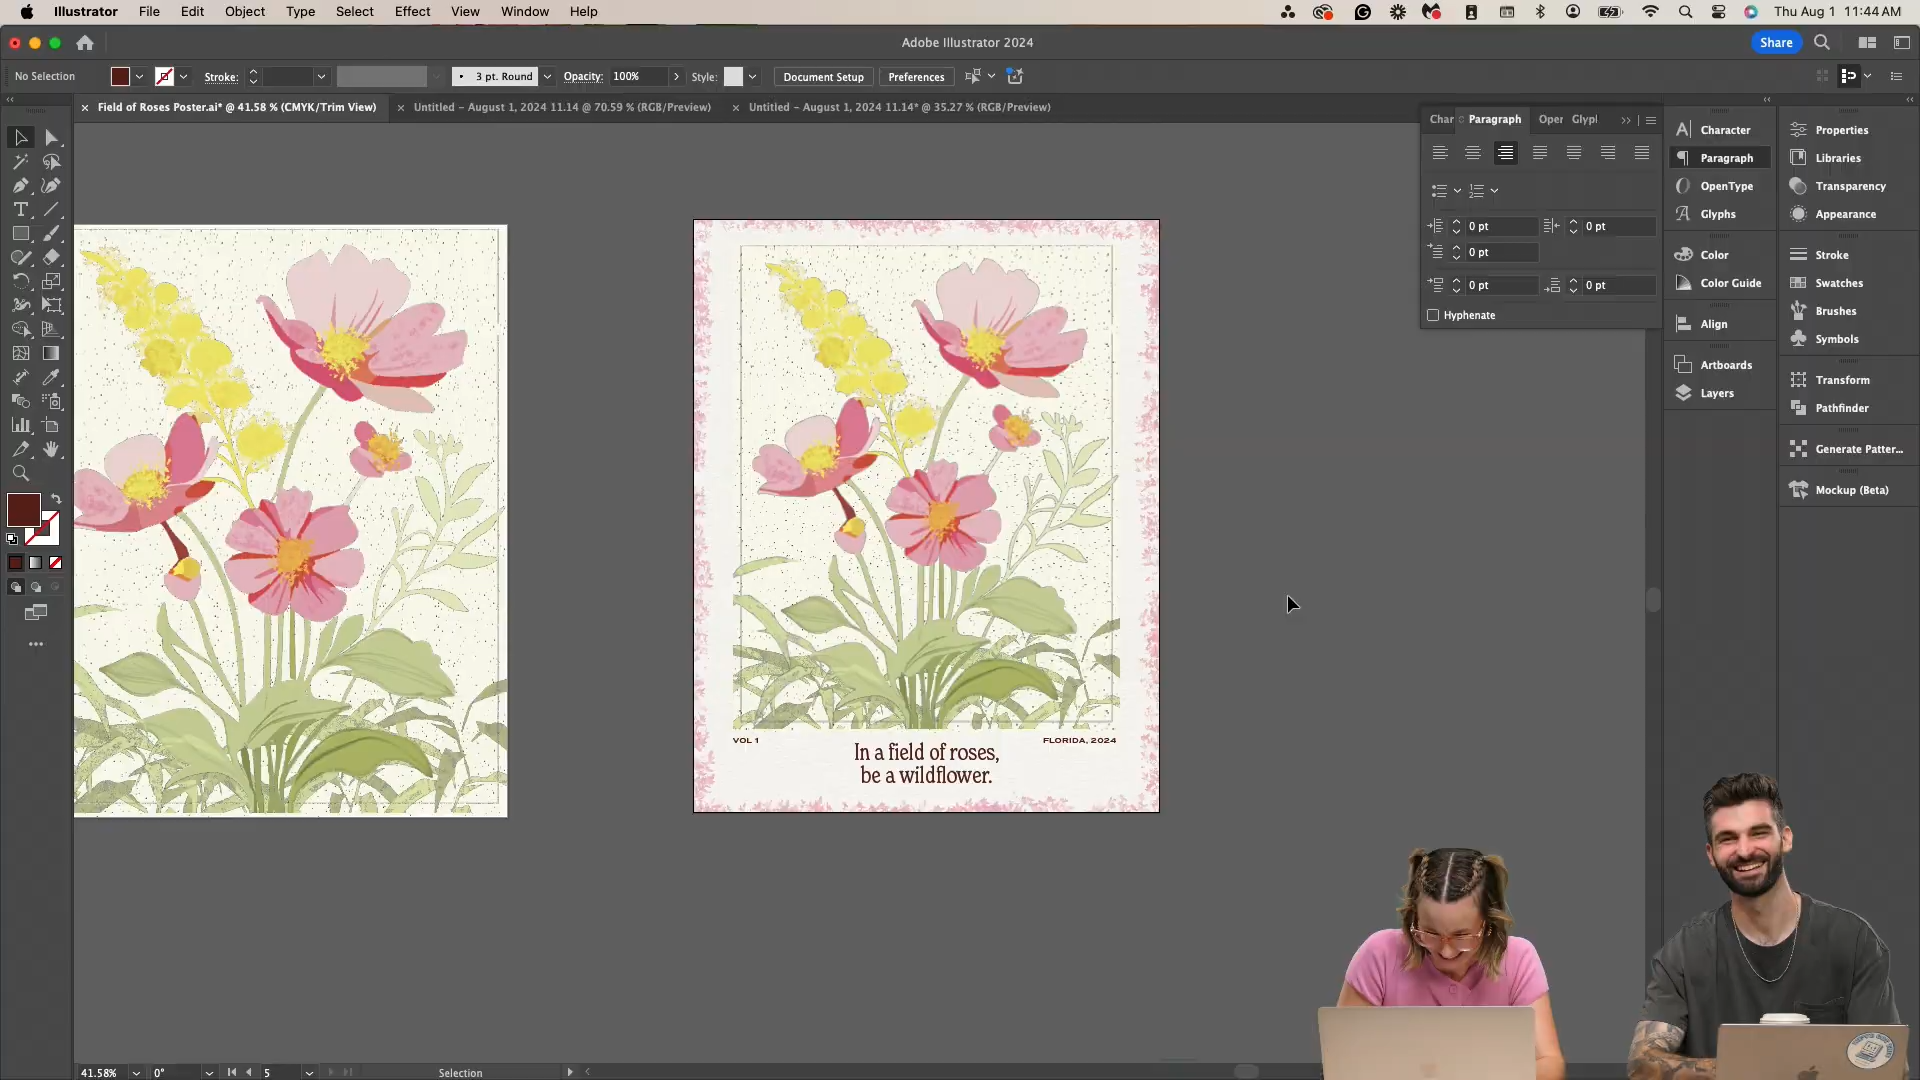 Illustrator File Edit Object Type Select Effect View Window Help Thu Aug 1 11:44 AM
Adobe Illustrator 2024 Share
No Selection Stroke: 3 pt. Round Opacity: 100% Style: Document Setup Preferences
Field of Roses Poster.ai* @ 41.58 % (CMYK/Trim View) Untitled – August 1, 2024 11.14 @ 70.59 % (RGB/Preview) Untitled – August 1, 2024 11.14* @ 35.27 % (RGB/Preview)
Char Paragraph Oper Glypl
0 pt 0 pt
0 pt
0 pt 0 pt
Hyphenate
Character
Paragraph
OpenType
Glyphs
Color
Color Guide
Align
Artboards
Layers
Properties
Libraries
Transparency
Appearance
Stroke
Swatches
Brushes
Symbols
Transform
Pathfinder
Generate Patter...
Mockup (Beta)
VOL 1 FLORIDA, 2024
In a field of roses,
be a wildflower.
41.58% 0° 5 Selection